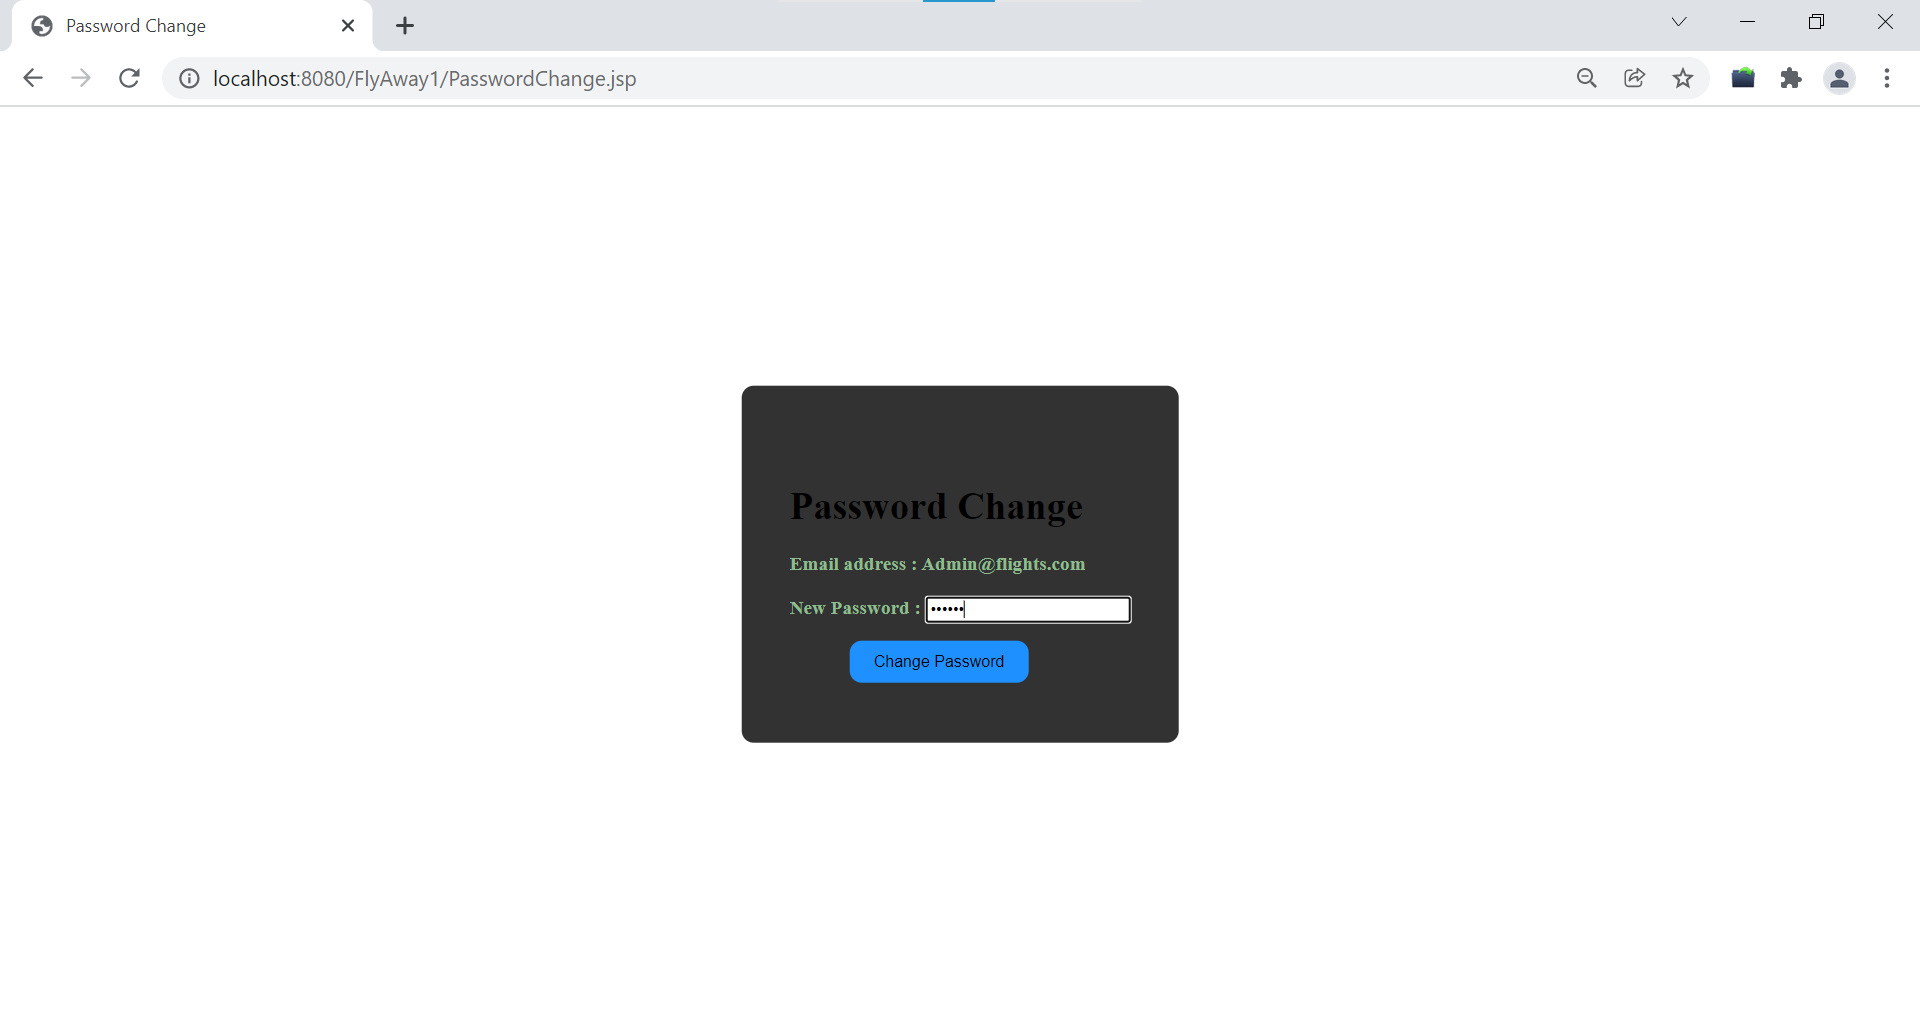 Password Change
localhost:8080/FlyAway1/PasswordChange.jsp
Password Change
Email address : Admin@flights.com
New Password : ••••••
Change Password